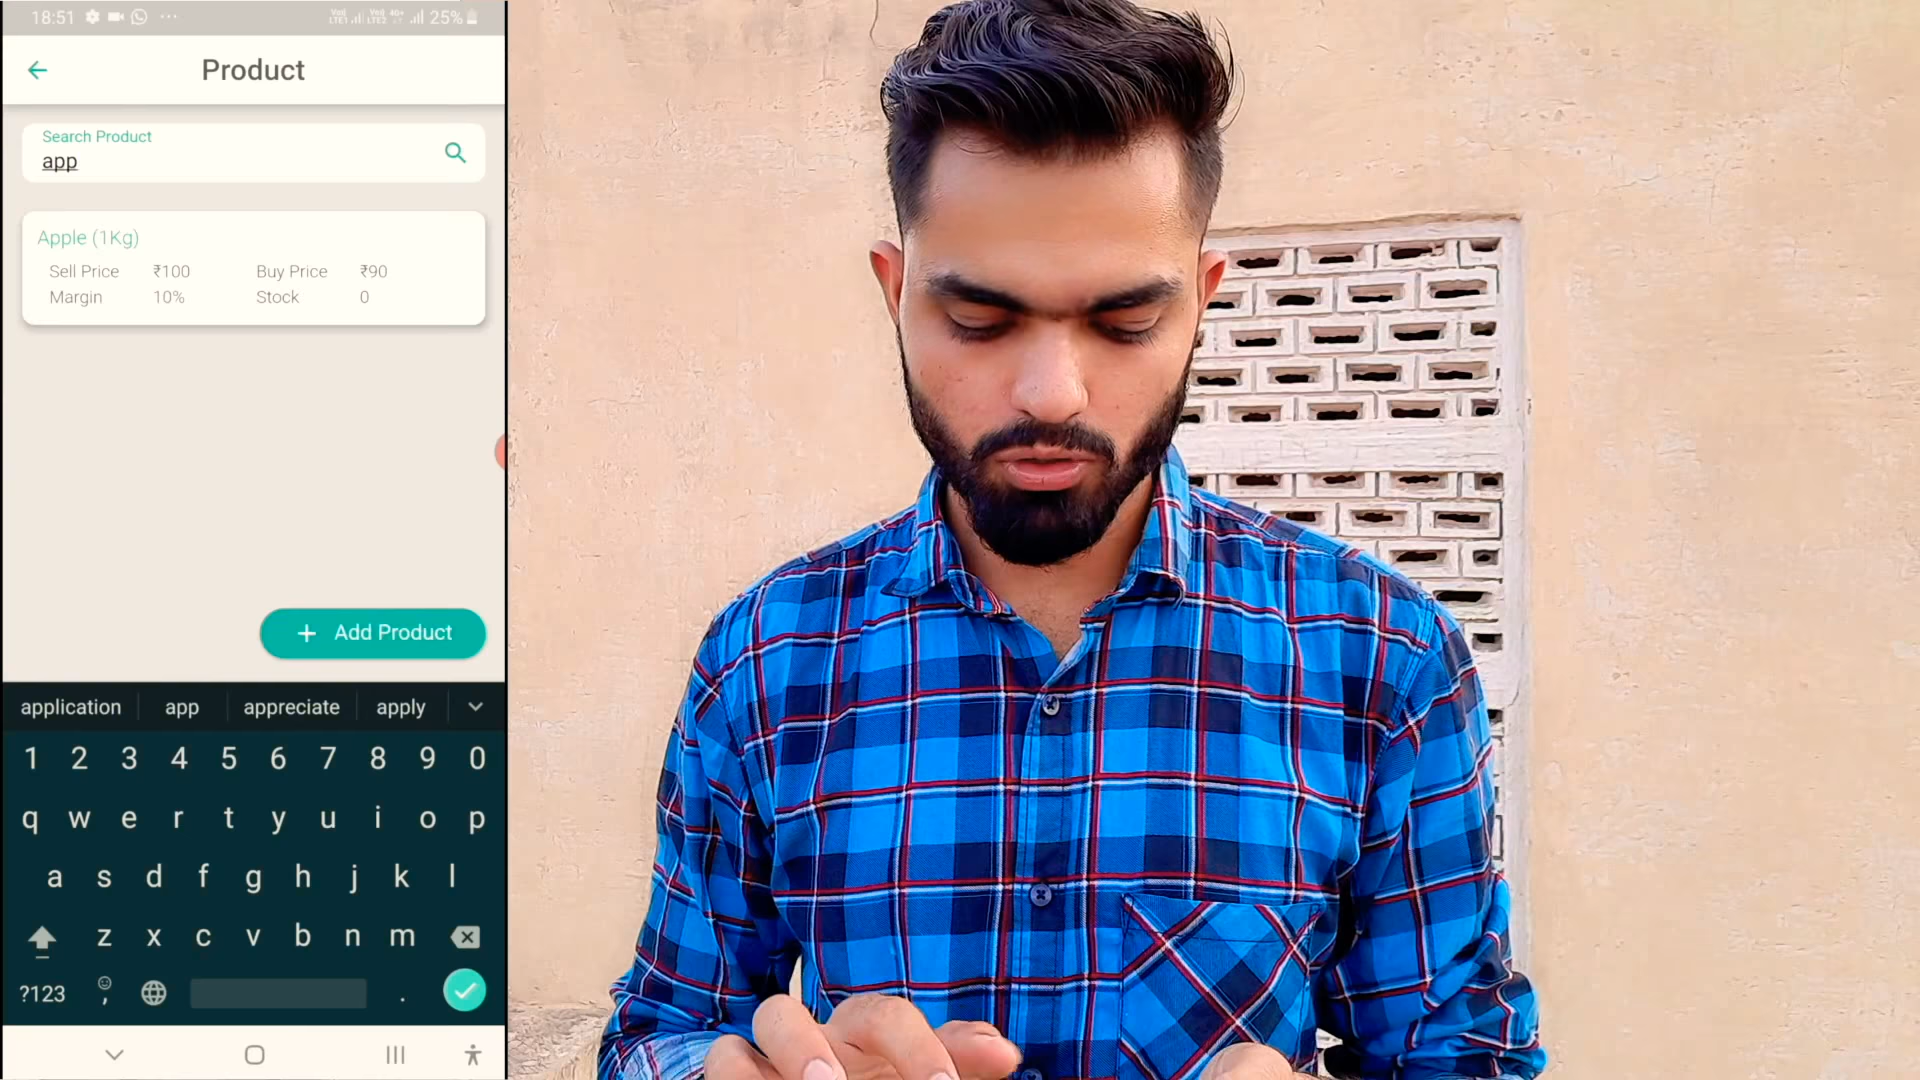 18:51 ... 25%
Product
Search Product
app
Apple (1Kg)
Sell Price ₹100 Buy Price ₹90
Margin 10% Stock 0
+ Add Product
application app appreciate apply
1 2 3 4 5 6 7 8 9 0
q w e r t y u i o p
a s d f g h j k l
z x c v b n m
?123 , .